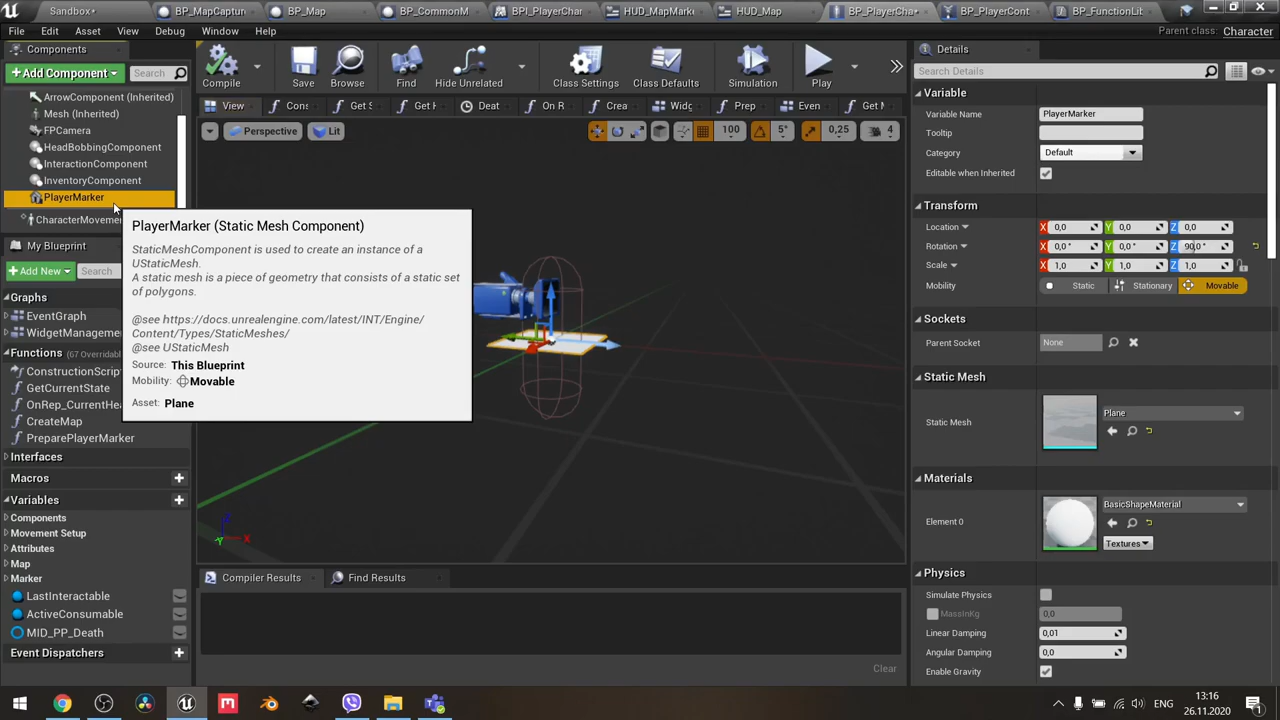 Sandbox*
BP_MapCaptur
BP_Map
BP_CommonM
BPI_PlayerChar
HUD_MapMarke
HUD_Map
BP_PlayerCha*
BP_PlayerCont
BP_FunctionLib
File Edit Asset View Debug Window Help
Parent class: Character
Components
+ Add Component
Search
ArrowComponent (Inherited)
Mesh (Inherited)
FPCamera
HeadBobbingComponent
InteractionComponent
InventoryComponent
PlayerMarker
CharacterMovemen
My Blueprint
+ Add New
Search
Graphs
EventGraph
WidgetManageme
Functions (67 Overridabl
ConstructionScrip
GetCurrentState
OnRep_CurrentHea
CreateMap
PreparePlayerMarker
Interfaces
Macros
Variables
Components
Movement Setup
Attributes
Map
Marker
LastInteractable
ActiveConsumable
MID_PP_Death
Event Dispatchers
Compile
Save
Browse
Find
Hide Unrelated
Class Settings
Class Defaults
Simulation
Play
View
Cons
Get S
Get H
Deat
On R
Crea
Widg
Prep
Even
Get M
Perspective
Lit
100
5°
0,25
4
PlayerMarker (Static Mesh Component)
StaticMeshComponent is used to create an instance of a
UStaticMesh.
A static mesh is a piece of geometry that consists of a static set
of polygons.
@see https://docs.unrealengine.com/latest/INT/Engine/
Content/Types/StaticMeshes/
@see UStaticMesh
Source: This Blueprint
Mobility: Movable
Asset: Plane
Z
X
Y
Compiler Results
Find Results
Clear
Details
Search Details
Variable
Variable Name PlayerMarker
Tooltip
Category Default
Editable when Inherited
Transform
Location X 0,0 Y 0,0 Z 0,0
Rotation X 0,0 ° Y 0,0 ° Z 90,0 °
Scale X 1,0 Y 1,0 Z 1,0
Mobility Static Stationary Movable
Sockets
Parent Socket None
Static Mesh
Static Mesh Plane
Materials
Element 0 BasicShapeMaterial
Textures
Physics
Simulate Physics
MassInKg 0,0
Linear Damping 0,01
Angular Damping 0,0
Enable Gravity
ENG
13:16
26.11.2020